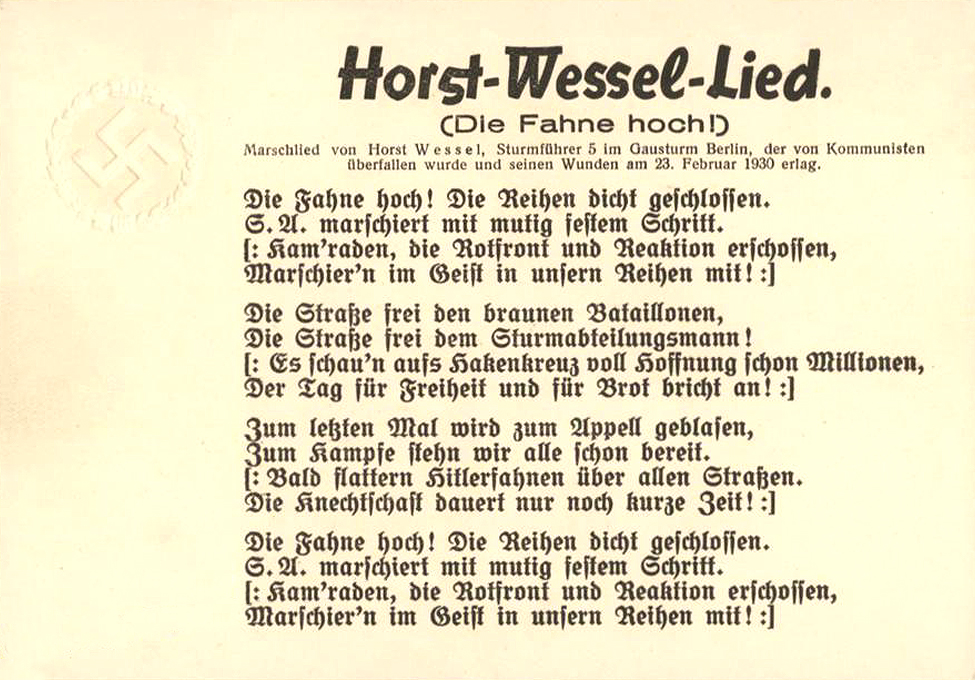 Horst-Wessel-Lied.
(Die Fahne hoch!)
Marschlied von Horst Wessel, Sturmführer 5 im Gausturm Berlin, der von Kommunisten
überfallen wurde und seinen Wunden am 23. Februar 1930 erlag.
Die Fahne hoch! Die Reihen dicht geschlossen.
S. A. marschiert mit mutig festem Schritt.
[: Kam'raden, die Rotfront und Reaktion erschossen,
Marschier'n im Geist in unsern Reihen mit! :]
Die Straße frei den braunen Bataillonen,
Die Straße frei dem Sturmabteilungsmann!
[: Es schau'n aufs Hakenkreuz voll Hoffnung schon Millionen,
Der Tag für Freiheit und für Brot bricht an! :]
Zum letzten Mal wird zum Appell geblasen,
Zum Kampfe stehn wir alle schon bereit.
[: Bald flattern Hitlerfahnen über allen Straßen.
Die Knechtschaft dauert nur noch kurze Zeit! :]
Die Fahne hoch! Die Reihen dicht geschlossen.
S. A. marschiert mit mutig festem Schritt.
[: Kam'raden, die Rotfront und Reaktion erschossen,
Marschier'n im Geist in unsern Reihen mit! :]